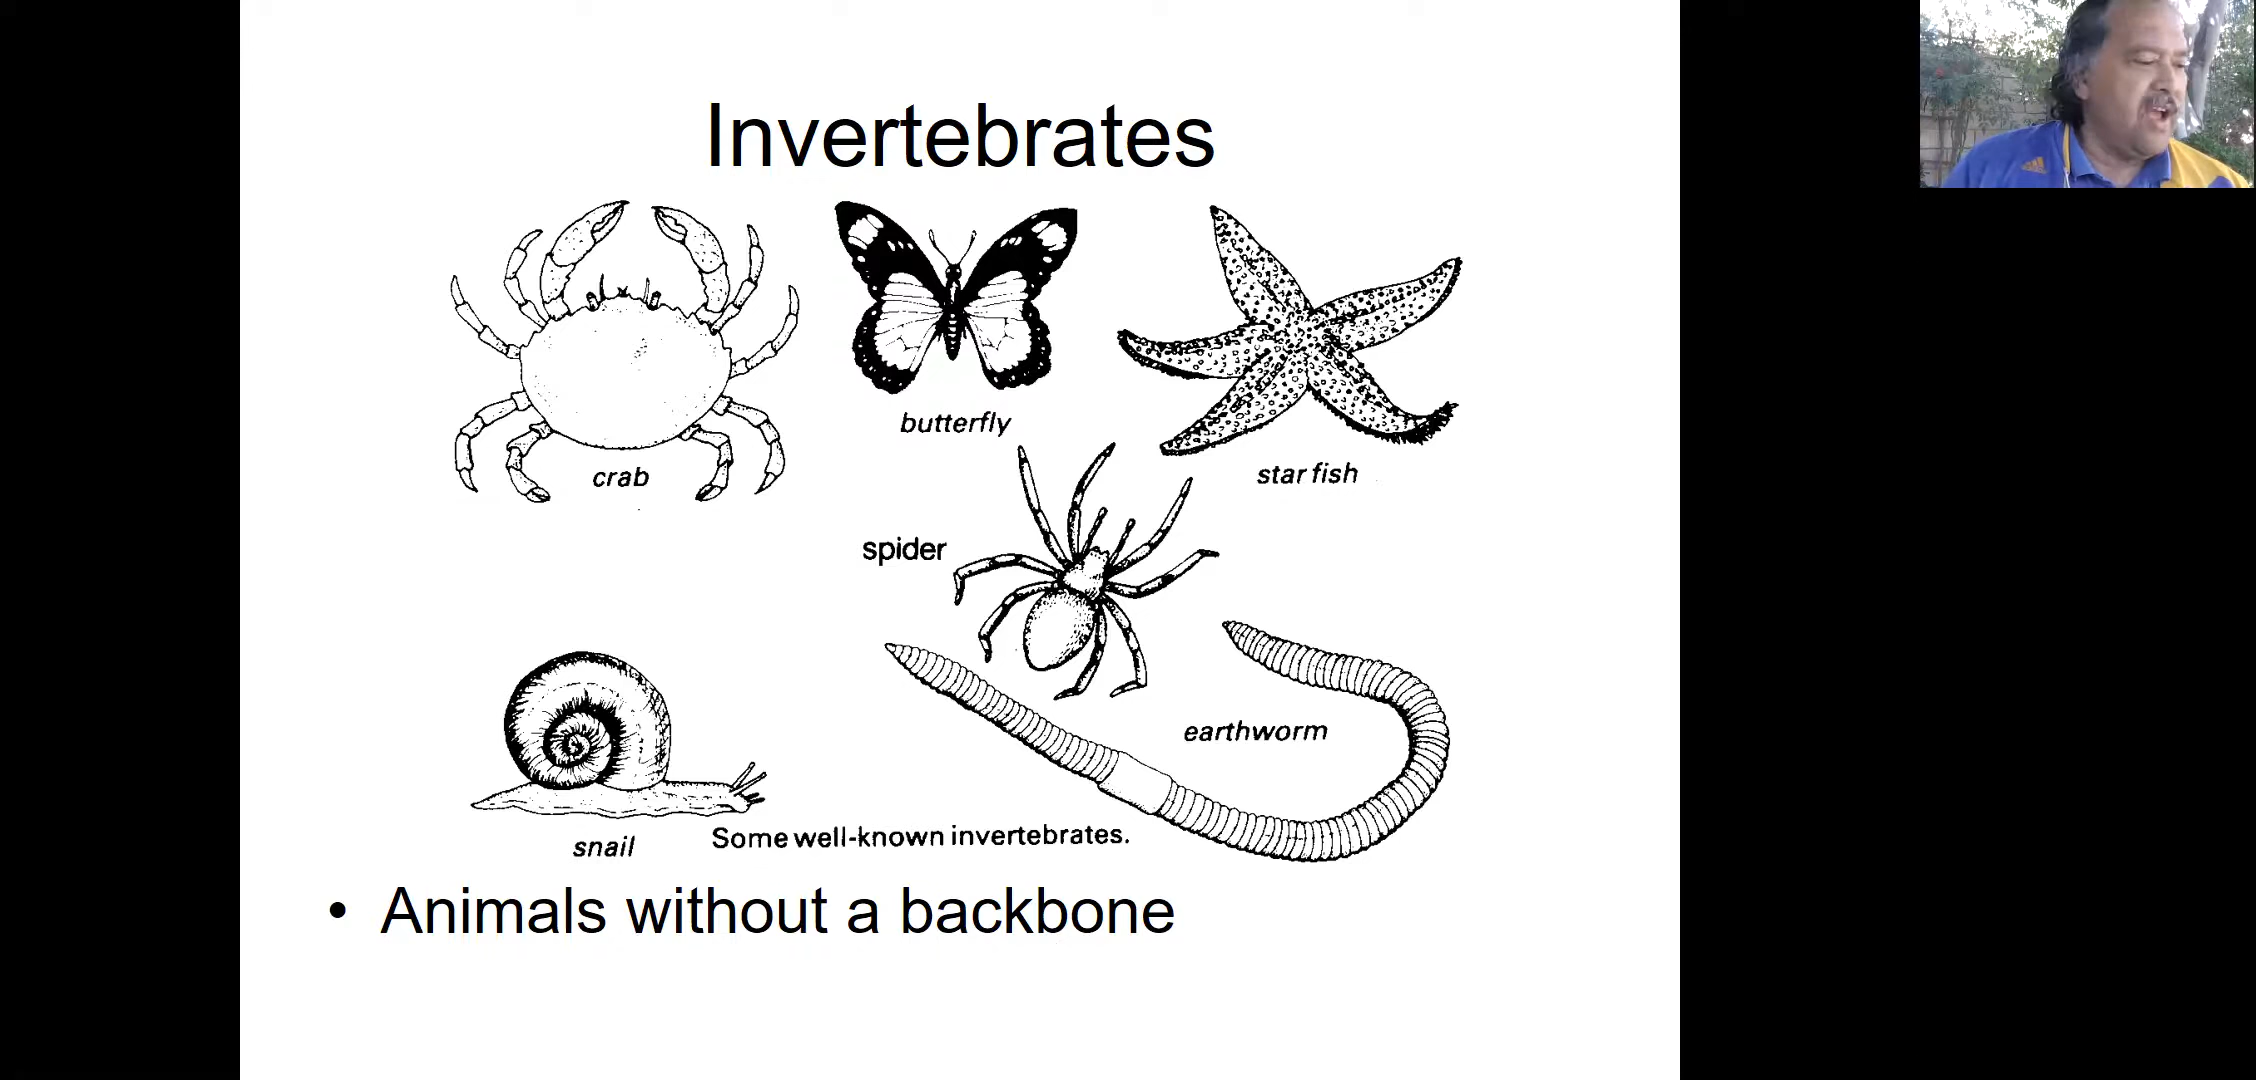 Invertebrates
butterfly
crab
star fish
spider
earthworm
snail
Some well-known invertebrates.
• Animals without a backbone